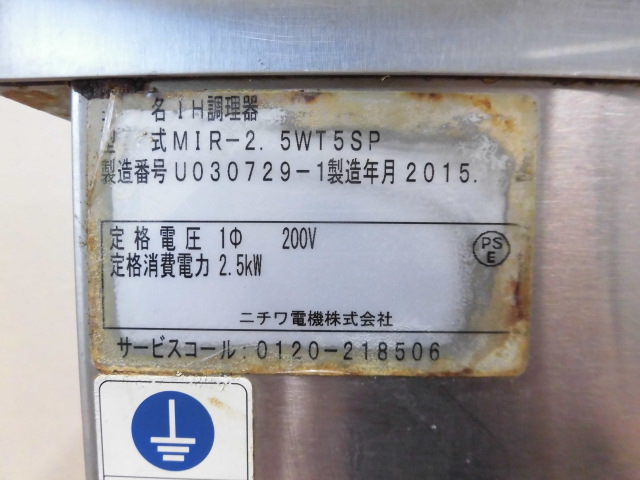 名 IH調理器
型 式 MIR-2.5WT5SP
製造番号 U030729-1 製造年月 2015.
定格電圧 1Φ 200V
定格消費電力 2.5kW
PS
E
ニチワ電機株式会社
サービスコール:0120-218506